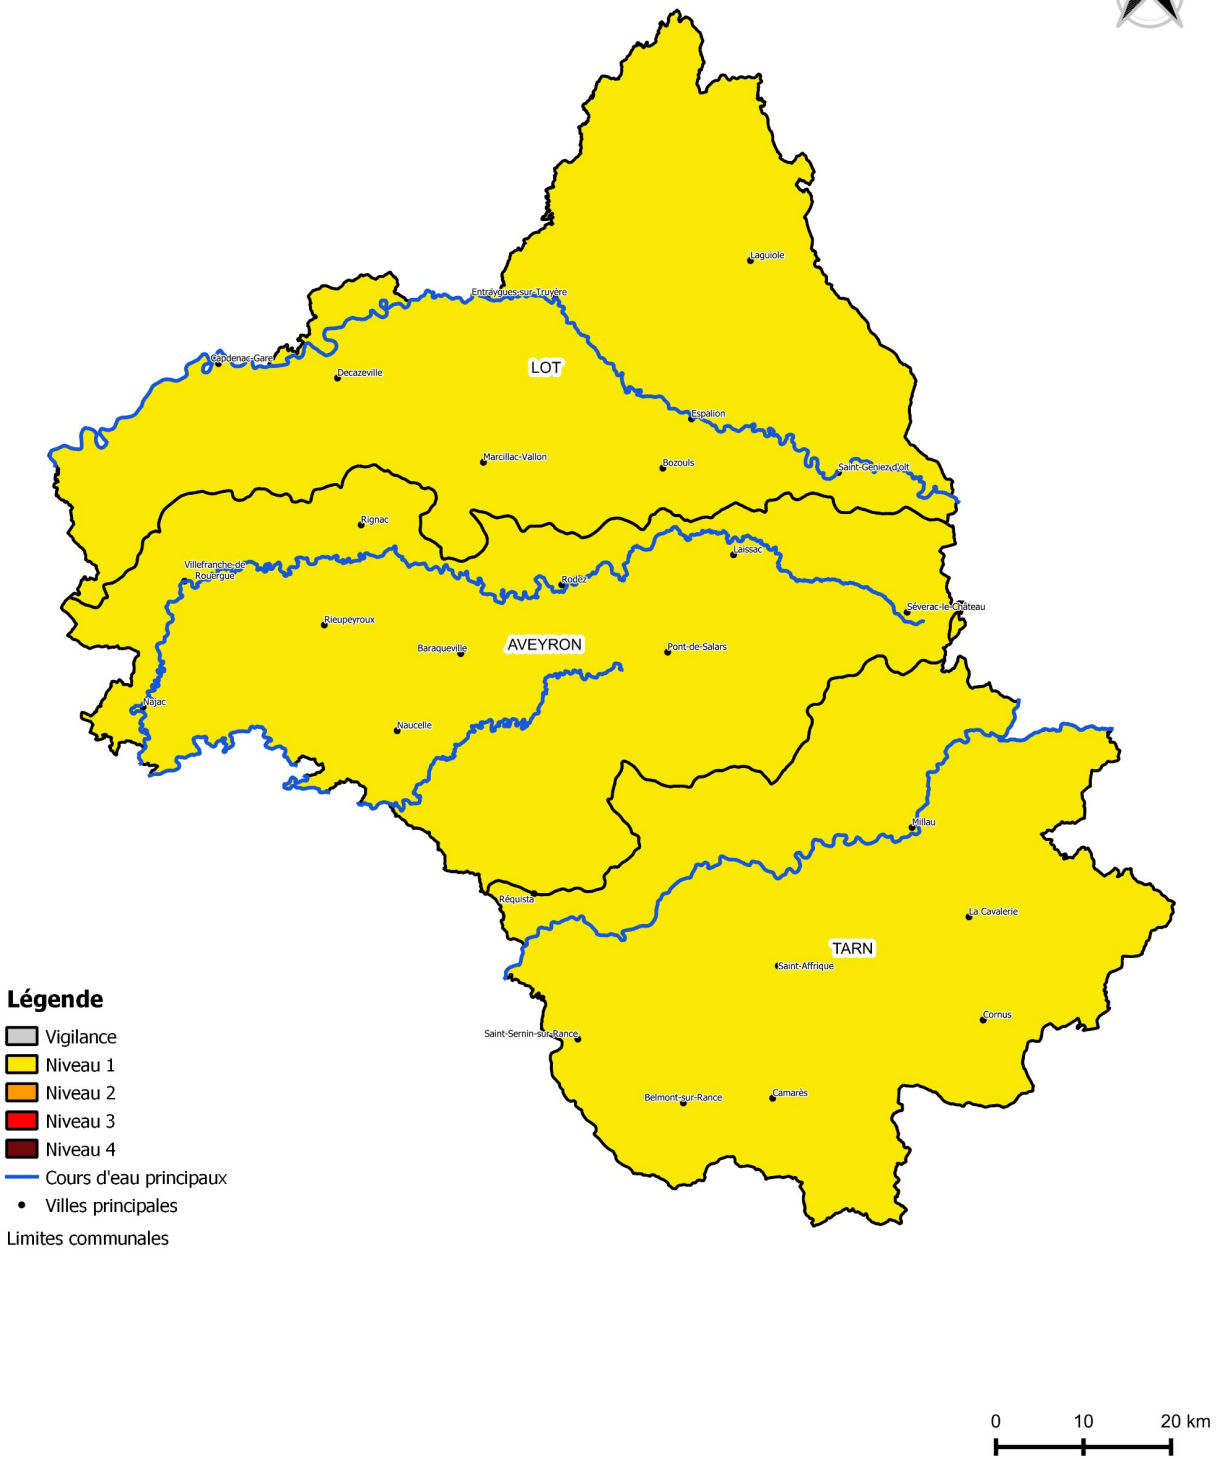 Laguiole
Entraygues-sur-Truyère
Capdenac-Gare
LOT
Decazeville
Espalion
Marcillac-Vallon
Bozouls
Saint-Geniez-d'olt
Rignac
Laissac
Villefranche-de
Rouergue
Rodez
Séverac-le-Château
Rieupeyroux
Baraqueville
AVEYRON
Pont-de-Salars
Najac
Naucelle
Millau
Réquista
La Cavalerie
TARN
Saint-Affrique
Cornus
Saint-Sernin-sur-Rance
Belmont-sur-Rance
Camarès
Légende
Vigilance
Niveau 1
Niveau 2
Niveau 3
Niveau 4
Cours d'eau principaux
Villes principales
Limites communales
0 10 20 km